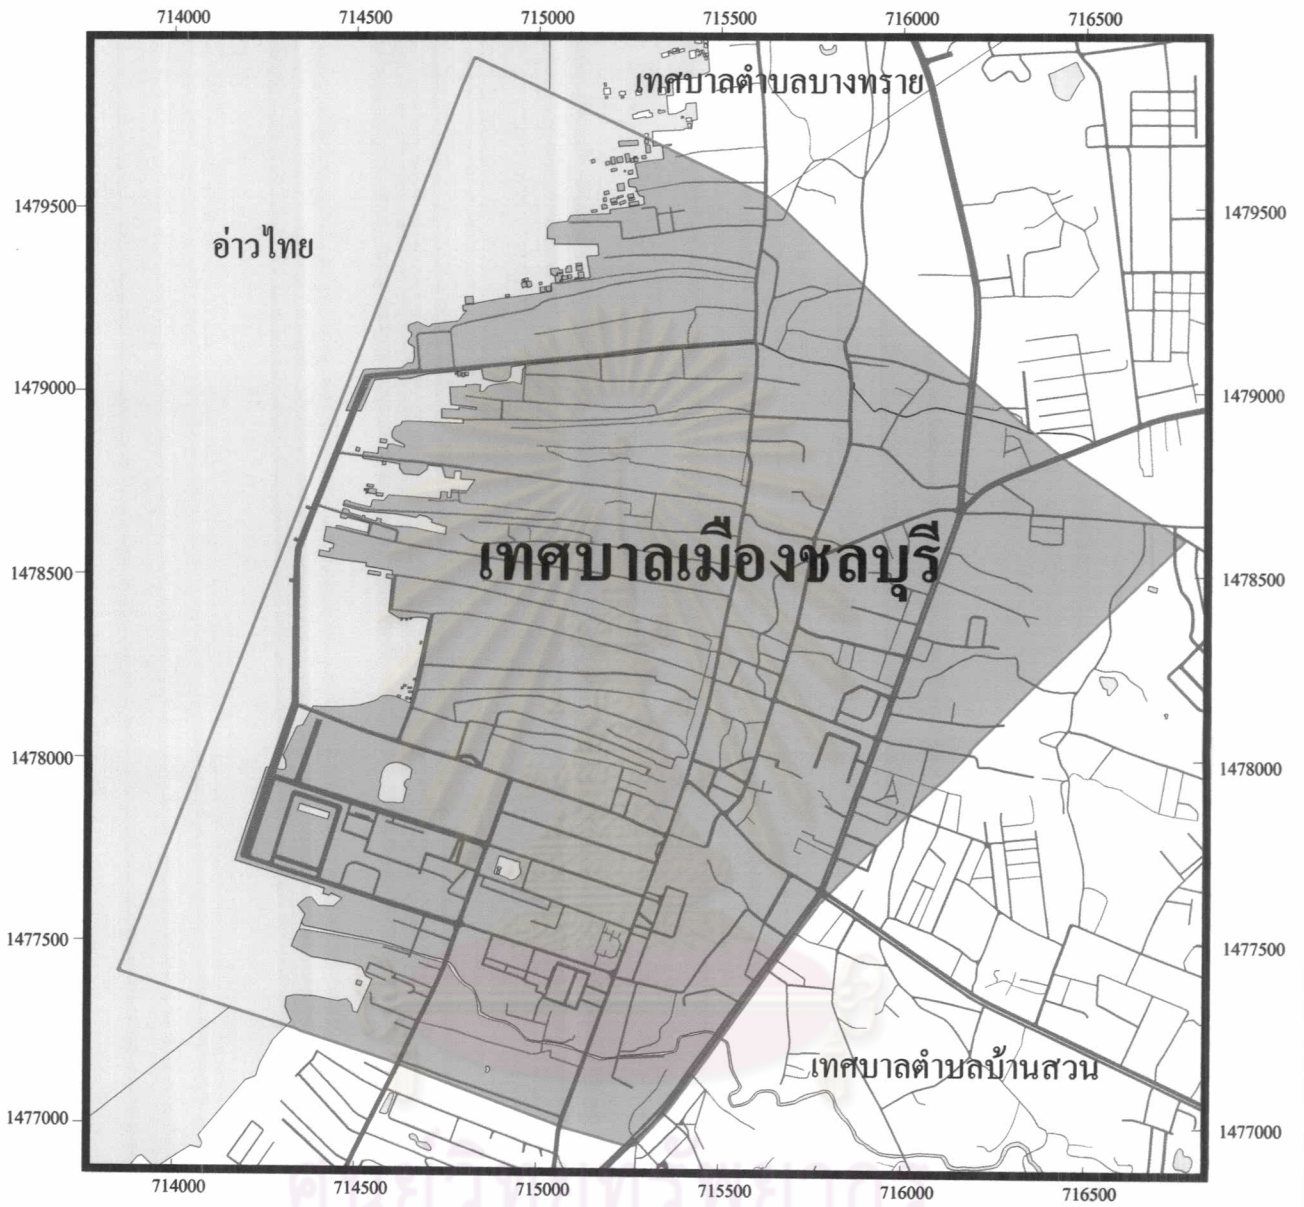 714000 714500 715000 715500 716000 716500
เทศบาลตำบลบางทราย
1479500 1479500
อ่าวไทย
1479000 1479000
เทศบาลเมืองชลบุรี
1478500 1478500
1478000 1478000
1477500 1477500
เทศบาลตำบลบ้านสวน
1477000 1477000
714000 714500 715000 715500 716000 716500